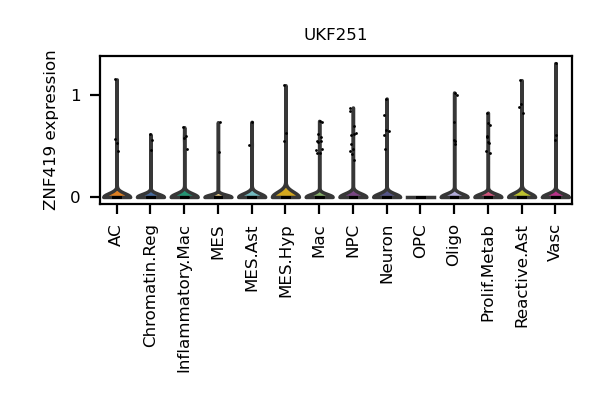 UKF251
ZNF419 expression
1
0
AC
Chromatin.Reg
Inflammatory.Mac
MES
MES.Ast
MES.Hyp
Mac
NPC
Neuron
OPC
Oligo
Prolif.Metab
Reactive.Ast
Vasc